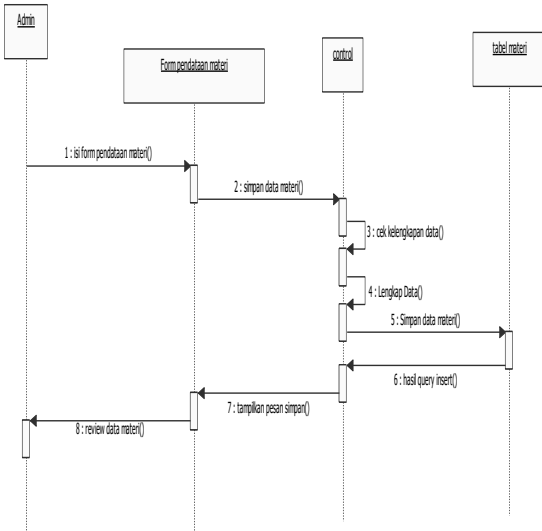 Admin
Form pendataan materi
control
tabel materi
1 : isi form pendataan materi()
2 : simpan data materi()
3 : cek kelengkapan data()
4 : Lengkap Data()
5 : Simpan data materi()
6 : hasil query insert()
7 : tampilkan pesan simpan()
8 : review data materi()